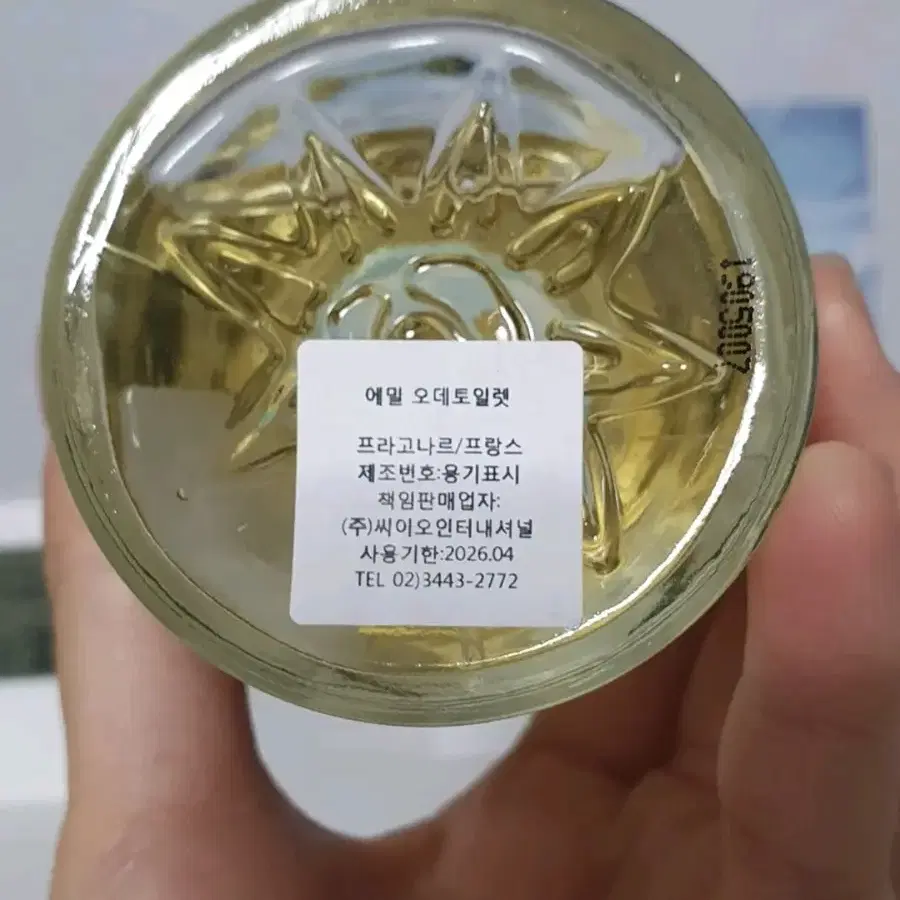 에밀 오데토일렛
프라고나르/프랑스
제조번호:용기표시
책임판매업자:
(주)씨이오인터내셔널
사용기한:2026.04
TEL 02)3443-2772